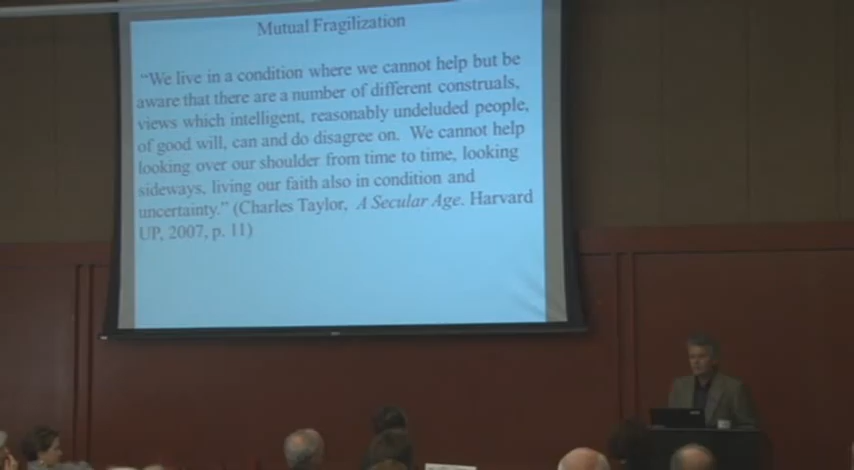 Mutual Fragilization
"We live in a condition where we cannot help but be
aware that there are a number of different construals,
views which intelligent, reasonably undeluded people,
of good will, can and do disagree on. We cannot help
looking over our shoulder from time to time, looking
sideways, living our faith also in condition and
uncertainty." (Charles Taylor, A Secular Age. Harvard
UP, 2007, p. 11)